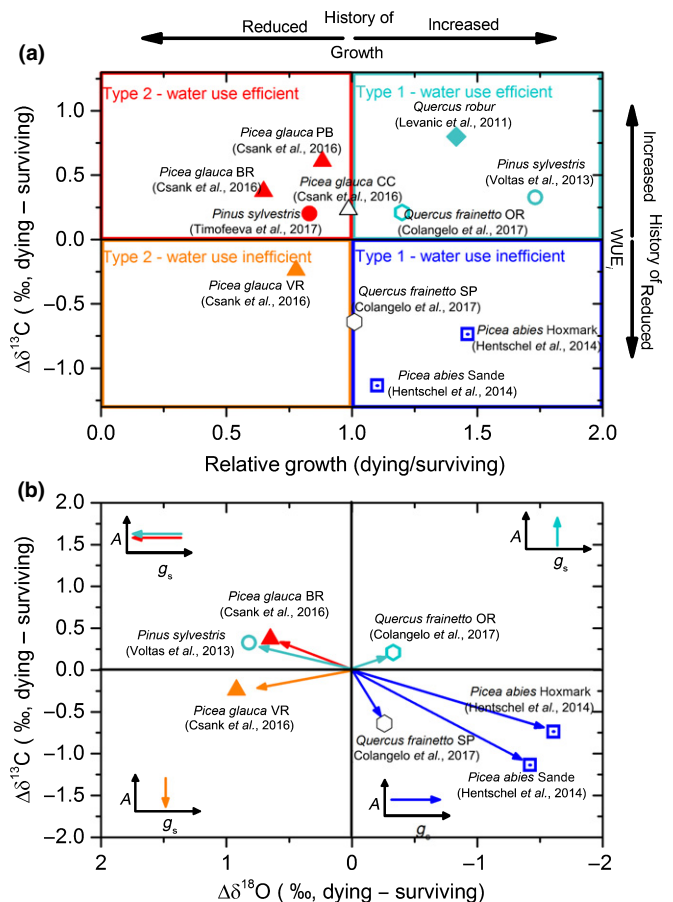 History of
Reduced
Increased
Growth
(a)
Type 2 - water use efficient
Type 1 - water use efficient
Quercus robur
(Levanic et al., 2011)
Picea glauca PB
(Csank et al., 2016)
Pinus sylvestris
(Voltas et al., 2013)
Picea glauca BR
(Csank et al., 2016)
Picea glauca CC
(Csank et al., 2016)
Pinus sylvestris
(Timofeeva et al., 2017)
Quercus frainetto OR
(Colangelo et al., 2017)
Type 2 - water use inefficient
Type 1 - water use inefficient
Picea glauca VR
(Csank et al., 2016)
Quercus frainetto SP
Colangelo et al., 2017)
Picea abies Hoxmark
(Hentschel et al., 2014)
Picea abies Sande
(Hentschel et al., 2014)
1.0
0.5
0.0
−0.5
−1.0
Δδ13C ( ‰, dying – surviving)
0.0 0.5 1.0 1.5 2.0
Relative growth (dying/surviving)
Increased
History of
WUEi
Reduced
(b)
2.0
1.5
1.0
0.5
0.0
−0.5
−1.0
−1.5
−2.0
Δδ13C ( ‰, dying – surviving)
A
gs
A
gs
Picea glauca BR
(Csank et al., 2016)
Pinus sylvestris
(Voltas et al., 2013)
Quercus frainetto OR
(Colangelo et al., 2017)
Picea glauca VR
(Csank et al., 2016)
Picea abies Hoxmark
(Hentschel et al., 2014)
Quercus frainetto SP
Colangelo et al., 2017)
Picea abies Sande
(Hentschel et al., 2014)
A
gs
A
gs
2 1 0 −1 −2
Δδ18O ( ‰, dying – surviving)